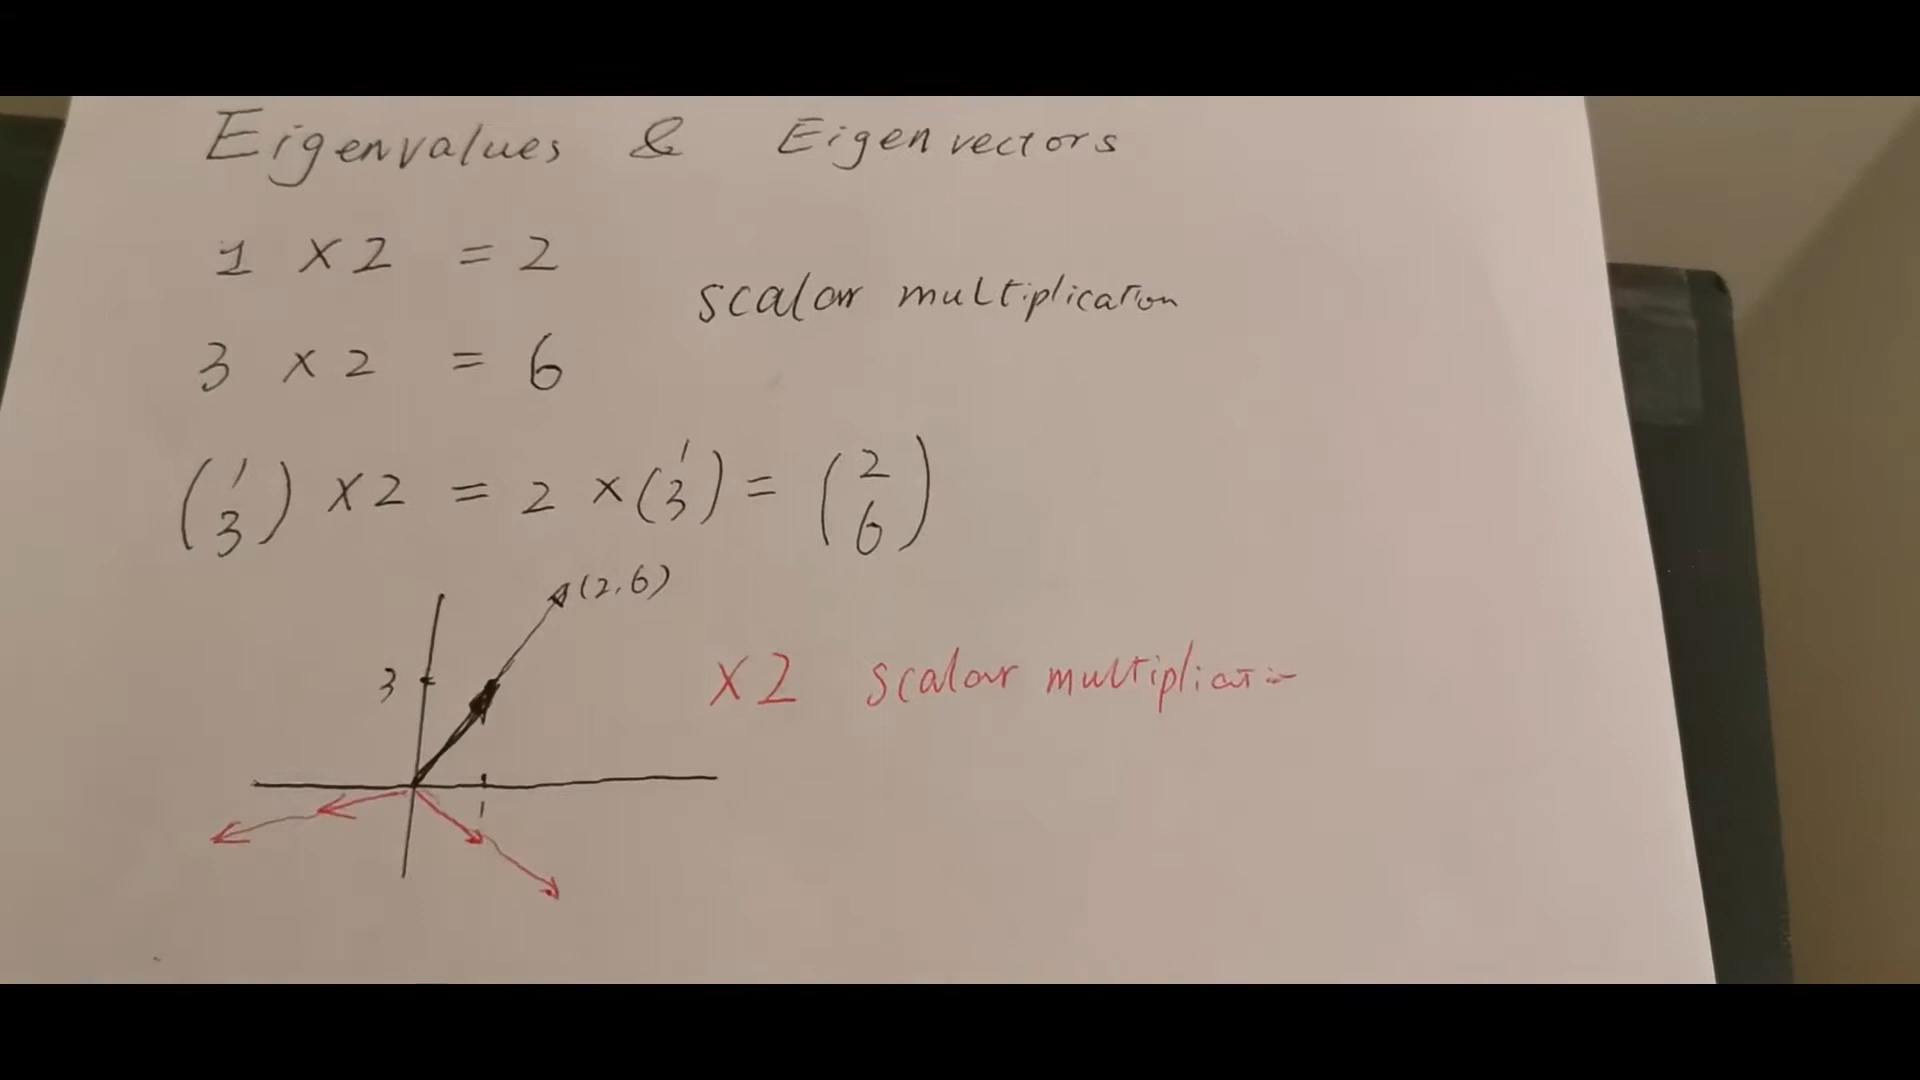 Eigenvalues & Eigenvectors
1 × 2 = 2
scalar multiplication
3 × 2 = 6
(1 3) × 2 = 2 × (1 3) = (2 6)
(2,6)
3
×2 scalar multiplication
1